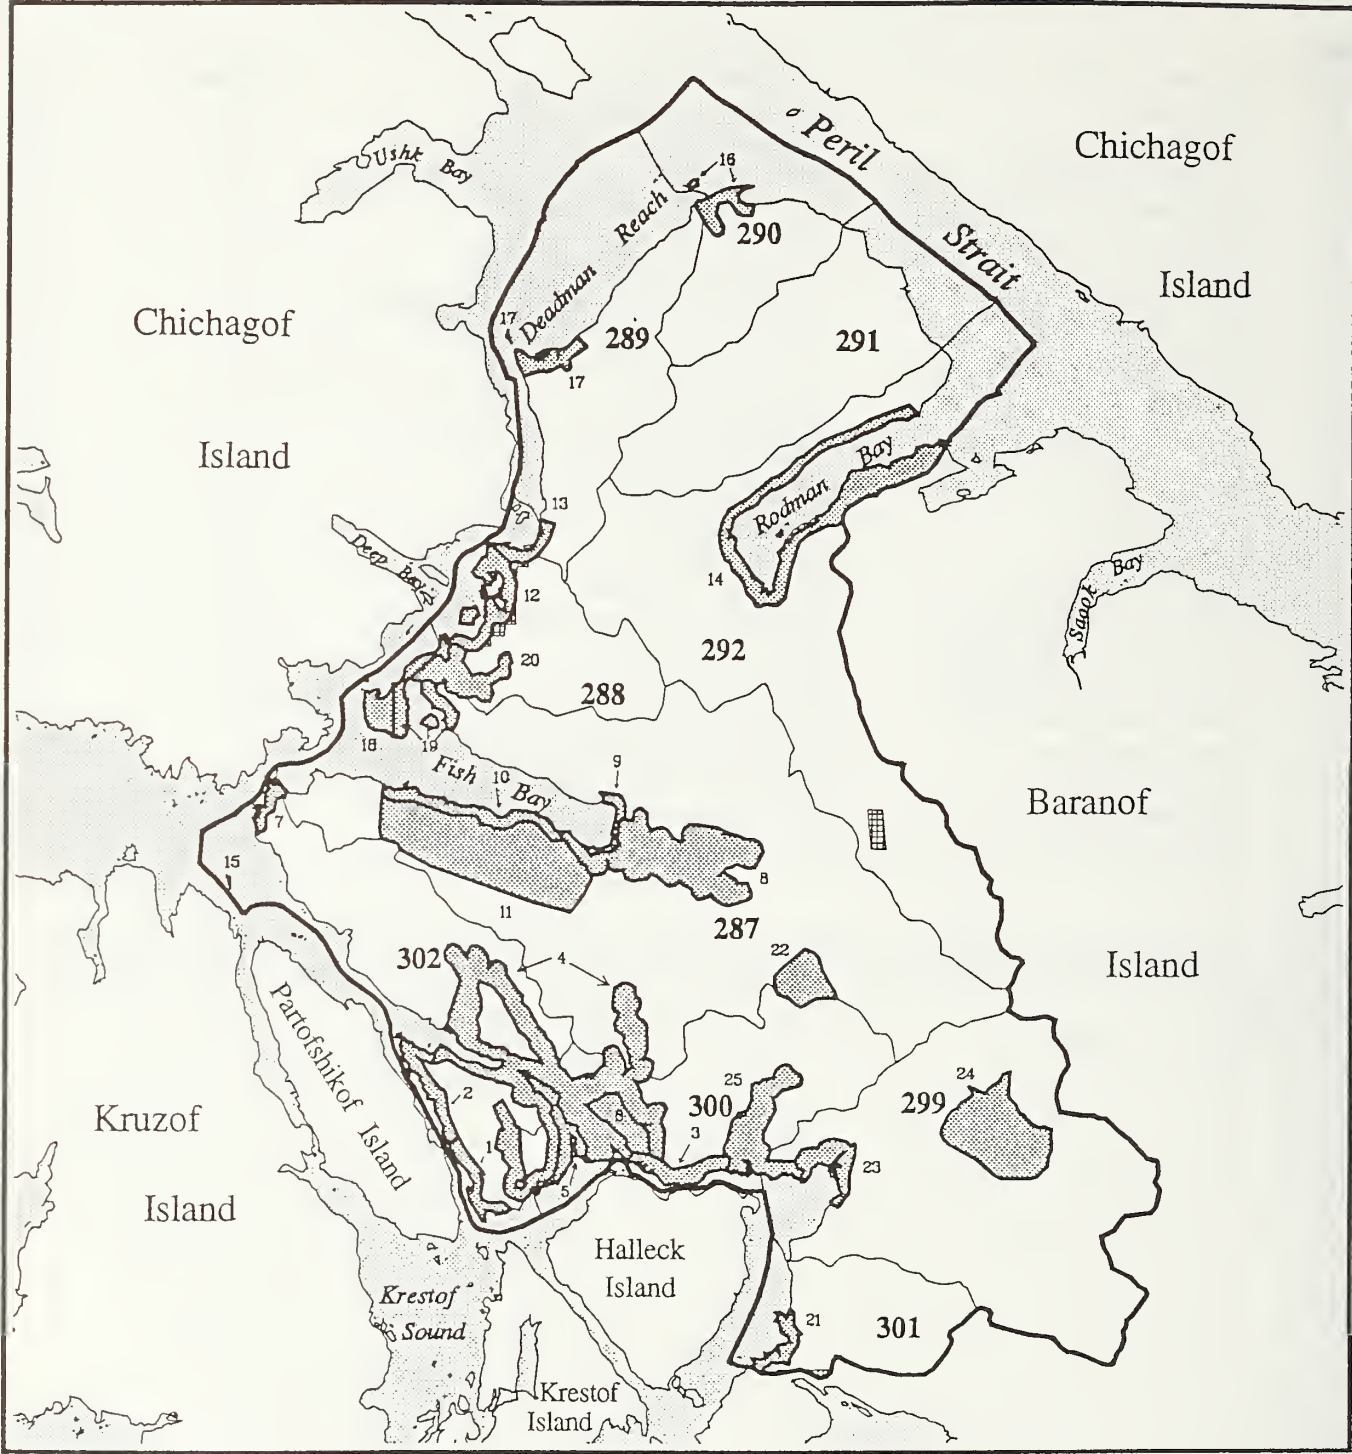 Peril
Strait
Chichagof
Island
Ushk Bay
16
290
Deadman Reach
Chichagof
Island
17
289
17
291
Rodman Bay
13
Deep Bay
12
14
Saook Bay
292
20
288
18
19
Fish Bay
10
9
Baranof
Island
7
15
8
11
287
302
4
22
Partofshikof Island
2
25
300
299
24
Kruzof
Island
1
8
3
5
23
Halleck
Island
Krestof
Sound
21
301
Krestof
Island